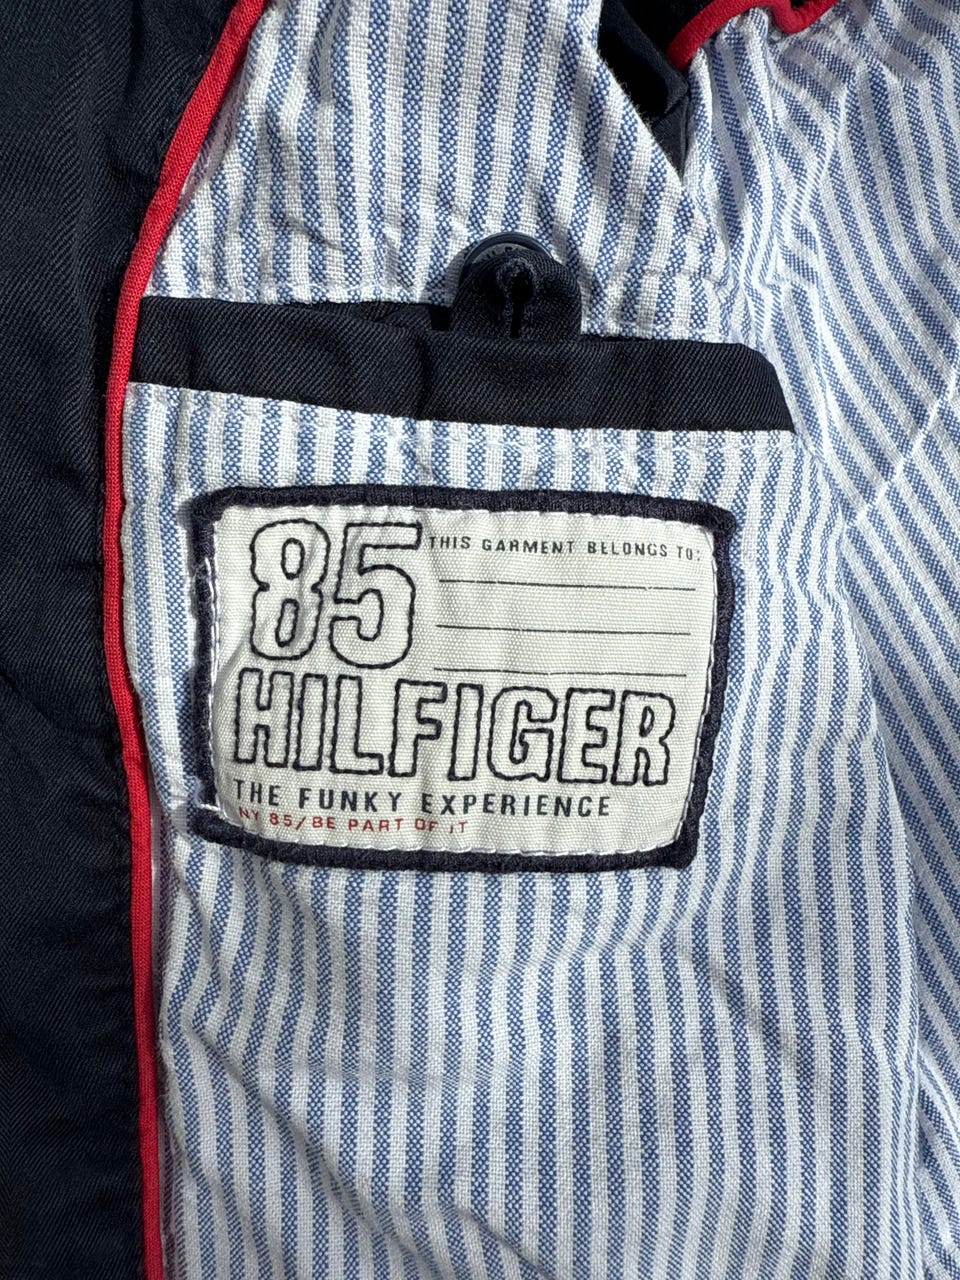 85
THIS GARMENT BELONGS TO:
HILFIGER
THE FUNKY EXPERIENCE
NY 85/BE PART OF IT